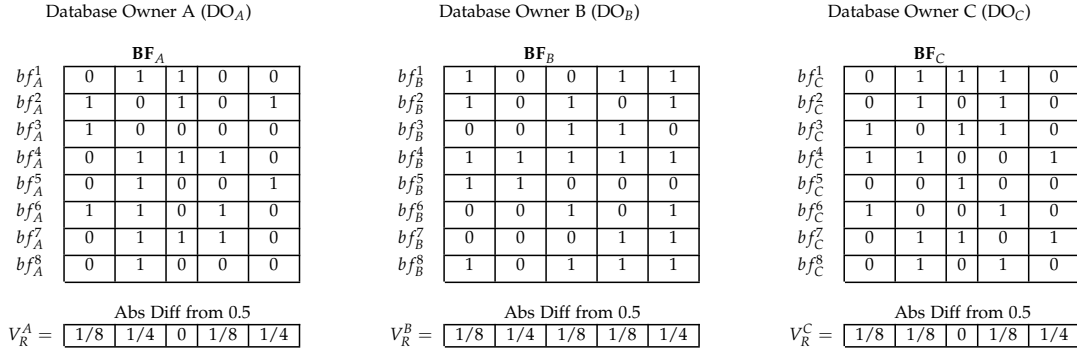 Database Owner A (DO_A) Database Owner B (DO_B) Database Owner C (DO_C)
BF_A BF_B BF_C
bf_A^1 0 1 1 0 0 bf_B^1 1 0 0 1 1 bf_C^1 0 1 1 1 0
bf_A^2 1 0 1 0 1 bf_B^2 1 0 1 0 1 bf_C^2 0 1 0 1 0
bf_A^3 1 0 0 0 0 bf_B^3 0 0 1 1 0 bf_C^3 1 0 1 1 0
bf_A^4 0 1 1 1 0 bf_B^4 1 1 1 1 1 bf_C^4 1 1 0 0 1
bf_A^5 0 1 0 0 1 bf_B^5 1 1 0 0 0 bf_C^5 0 0 1 0 0
bf_A^6 1 1 0 1 0 bf_B^6 0 0 1 0 1 bf_C^6 1 0 0 1 0
bf_A^7 0 1 1 1 0 bf_B^7 0 0 0 1 1 bf_C^7 0 1 1 0 1
bf_A^8 0 1 0 0 0 bf_B^8 1 0 1 1 1 bf_C^8 0 1 0 1 0
Abs Diff from 0.5 Abs Diff from 0.5 Abs Diff from 0.5
V_R^A = 1/8 1/4 0 1/8 1/4 V_R^B = 1/8 1/4 1/8 1/8 1/4 V_R^C = 1/8 1/8 0 1/8 1/4